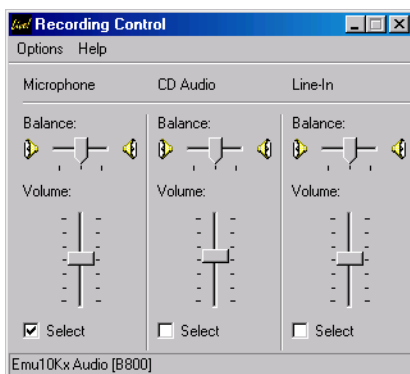 Live! Recording Control
Options Help
Microphone CD Audio Line-In
Balance: Balance: Balance:
Volume: Volume: Volume:
Select Select Select
Emu10Kx Audio [B800]